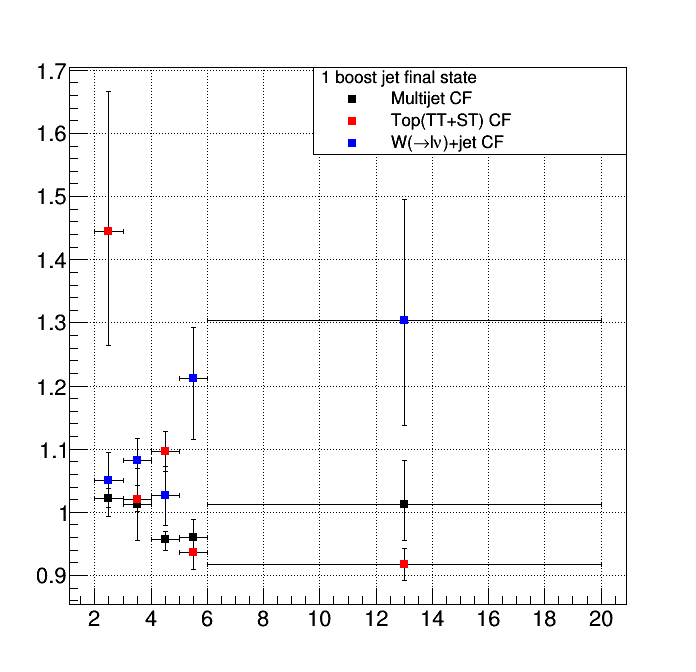 1 boost jet final state
Multijet CF
Top(TT+ST) CF
W(→lν)+jet CF
1.7
1.6
1.5
1.4
1.3
1.2
1.1
1
0.9
2 4 6 8 10 12 14 16 18 20